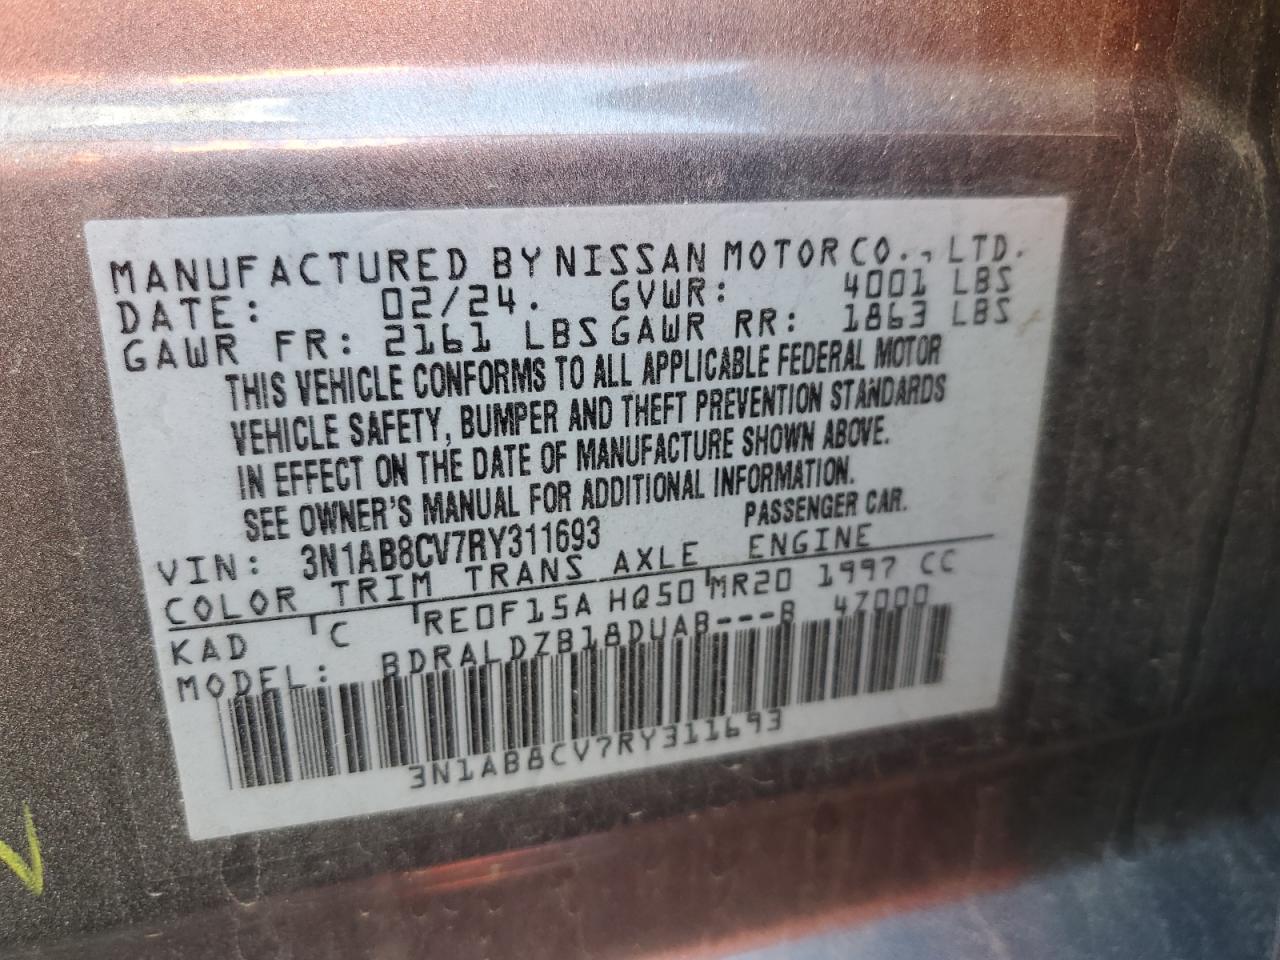 MANUFACTURED BY NISSAN MOTOR CO., LTD.
DATE: 02/24. GVWR: 4001 LBS
GAWR FR: 2161 LBS GAWR RR: 1863 LBS
THIS VEHICLE CONFORMS TO ALL APPLICABLE FEDERAL MOTOR
VEHICLE SAFETY, BUMPER AND THEFT PREVENTION STANDARDS
IN EFFECT ON THE DATE OF MANUFACTURE SHOWN ABOVE.
SEE OWNER'S MANUAL FOR ADDITIONAL INFORMATION.
VIN: 3N1AB8CV7RY311693 PASSENGER CAR.
COLOR TRIM TRANS AXLE ENGINE
KAD C RE0F15A HQ50 MR20 1997 CC
MODEL: BDRALDZB18DUAB---B 47000
3N1AB8CV7RY311693